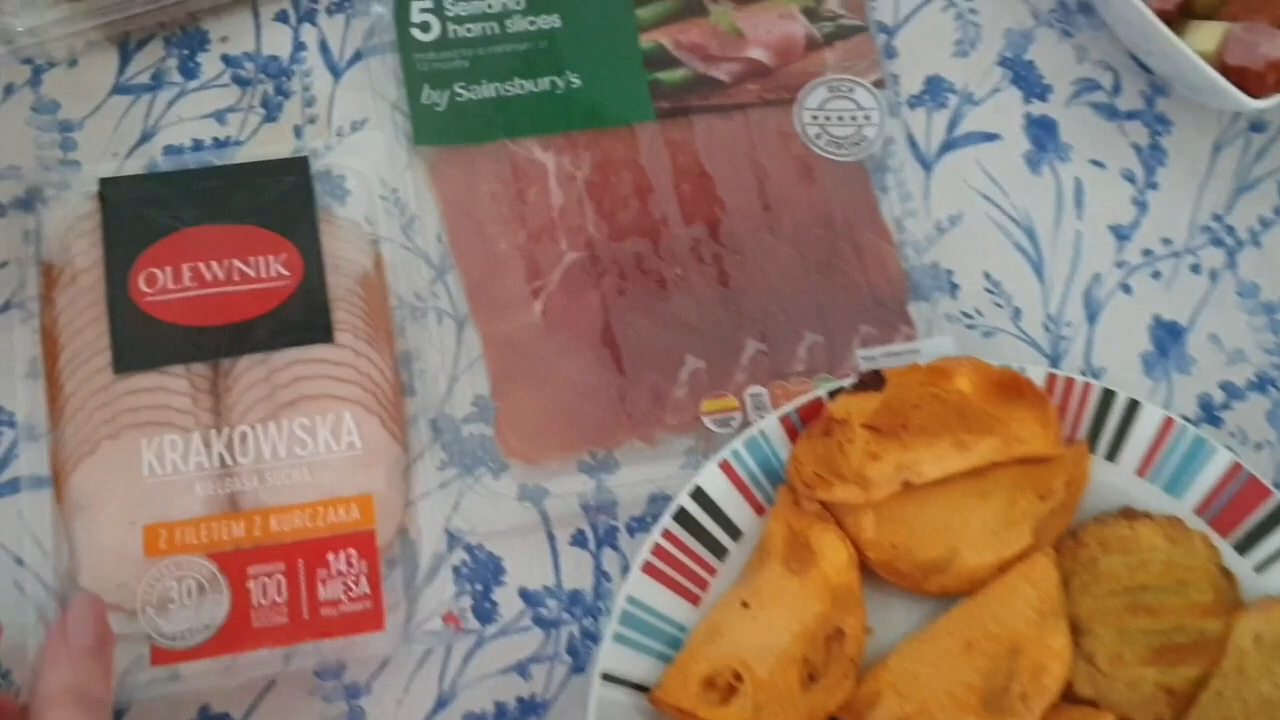 5 Serrano
ham slices
by Sainsbury's
OLEWNIK
KRAKOWSKA
KIEŁBASA SUCHA
Z FILETEM Z KURCZAKA
30
100
143g
MIĘSA